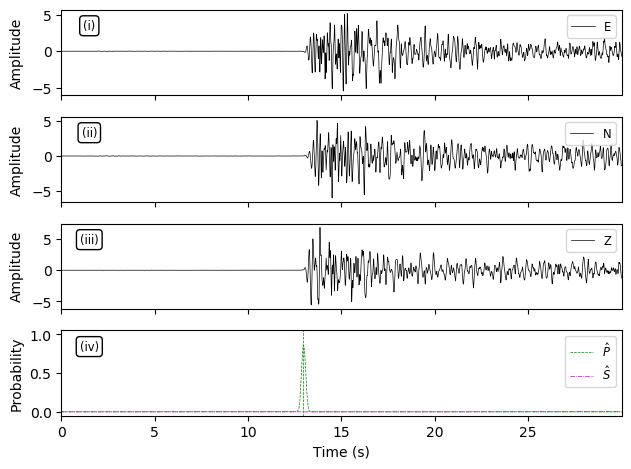 5
0
−5
Amplitude
(i)
E
5
0
−5
Amplitude
(ii)
N
5
0
−5
Amplitude
(iii)
Z
1.0
0.5
0.0
Probability
(iv)
P̂
Ŝ
0 5 10 15 20 25
Time (s)